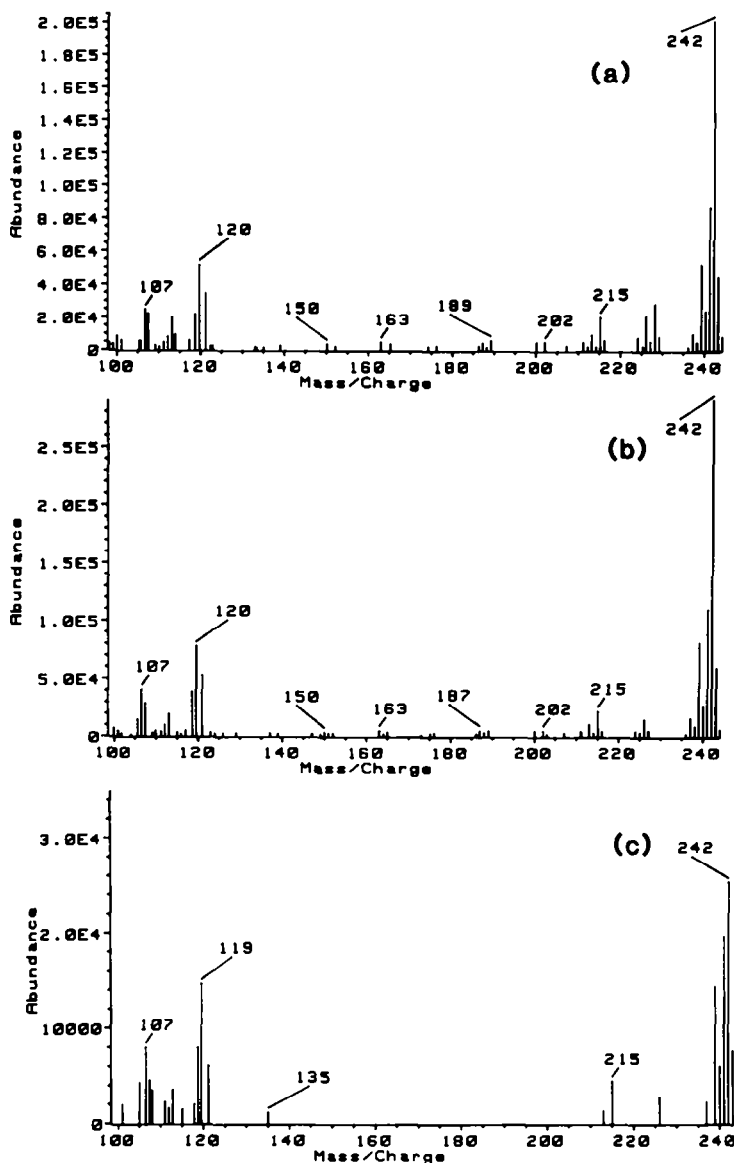 2.0E5
242
1.8E5
(a)
1.6E5
1.4E5
1.2E5
Abundance
1.0E5
8.0E4
120
6.0E4
107
4.0E4
150
163
189
202
215
2.0E4
0
100 120 140 160 180 200 220 240
Mass/Charge
242
2.5E5
(b)
2.0E5
1.5E5
Abundance
1.0E5
120
107
5.0E4
150
163
187
202
215
0
100 120 140 160 180 200 220 240
Mass/Charge
(c)
242
3.0E4
2.0E4
119
Abundance
107
10000
135
215
0
100 120 140 160 180 200 220 240
Mass/Charge